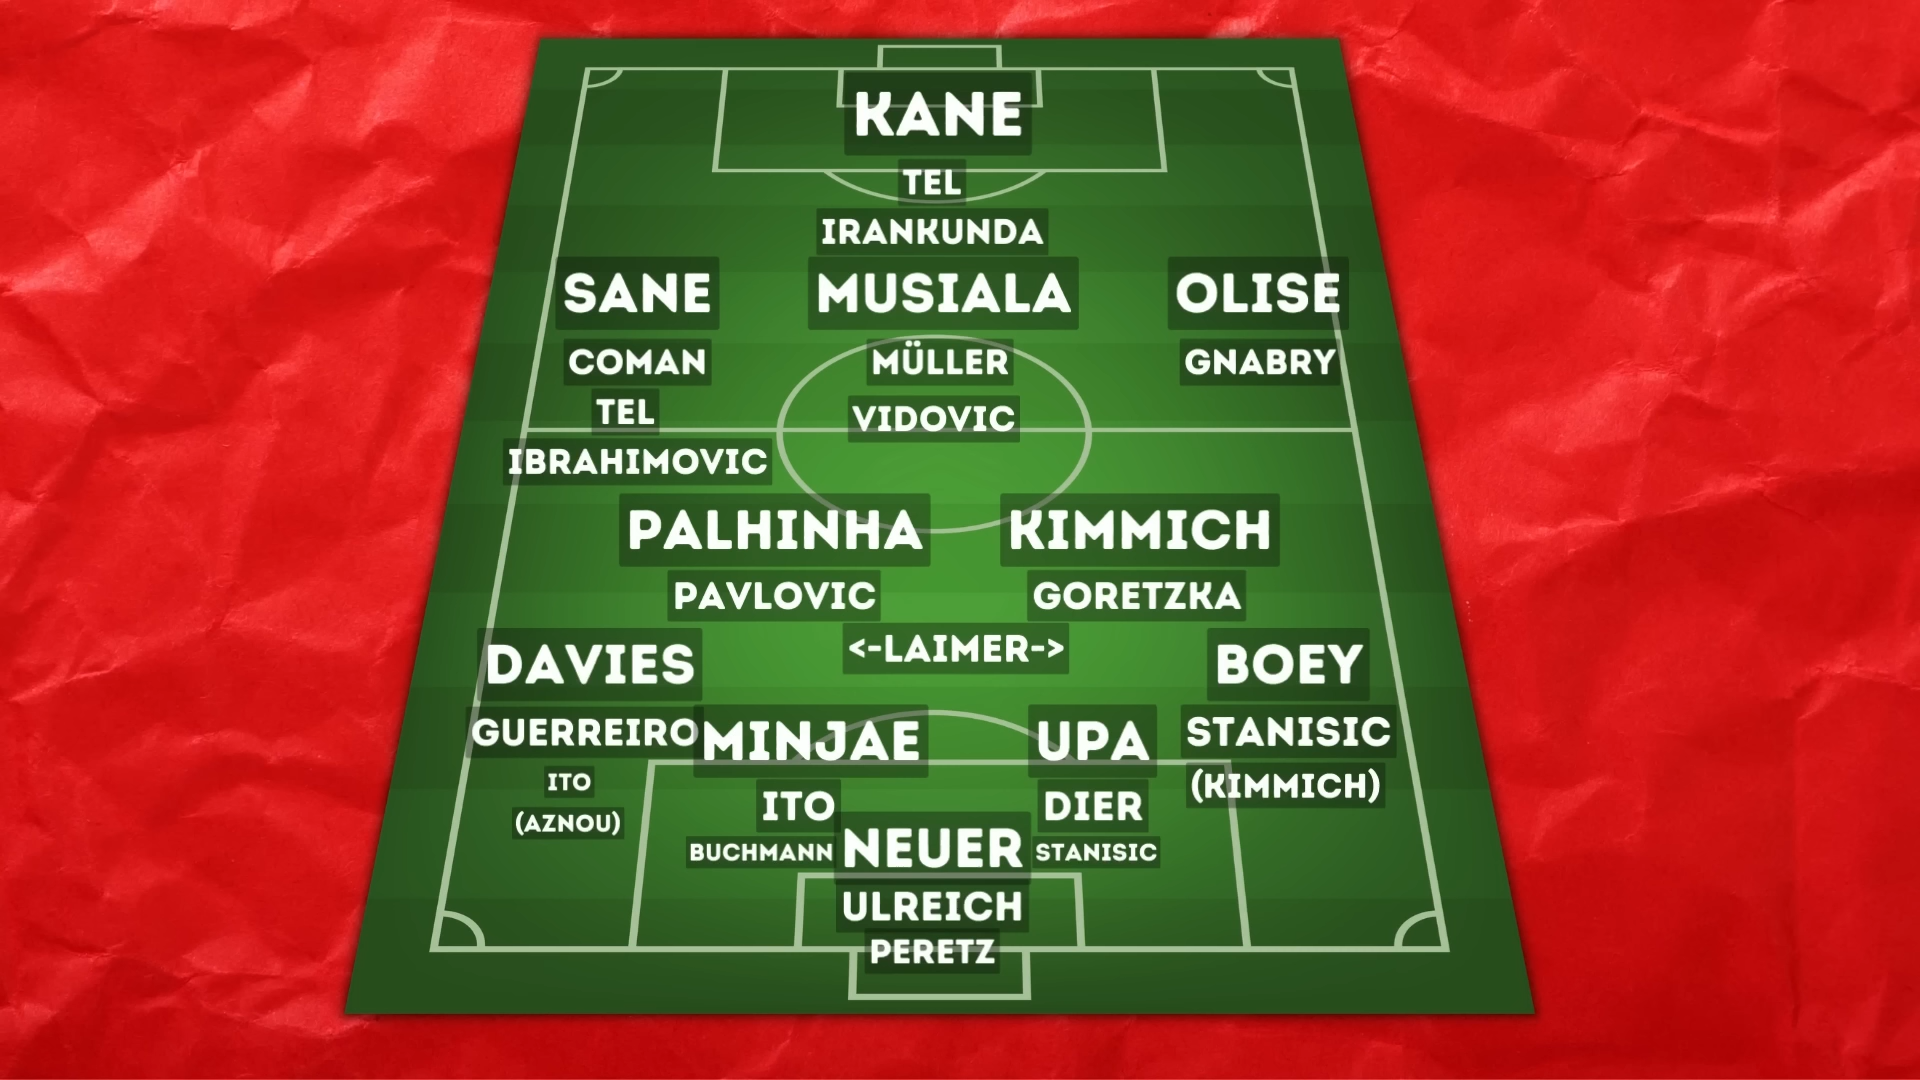 KANE
TEL
IRANKUNDA
SANE
COMAN
TEL
IBRAHIMOVIC
MUSIALA
MÜLLER
VIDOVIC
OLISE
GNABRY
PALHINHA
PAVLOVIC
KIMMICH
GORETZKA
<-LAIMER->
DAVIES
GUERREIRO
ITO
(AZNOU)
MINJAE
ITO
BUCHMANN
UPA
DIER
STANISIC
BOEY
STANISIC
(KIMMICH)
NEUER
ULREICH
PERETZ